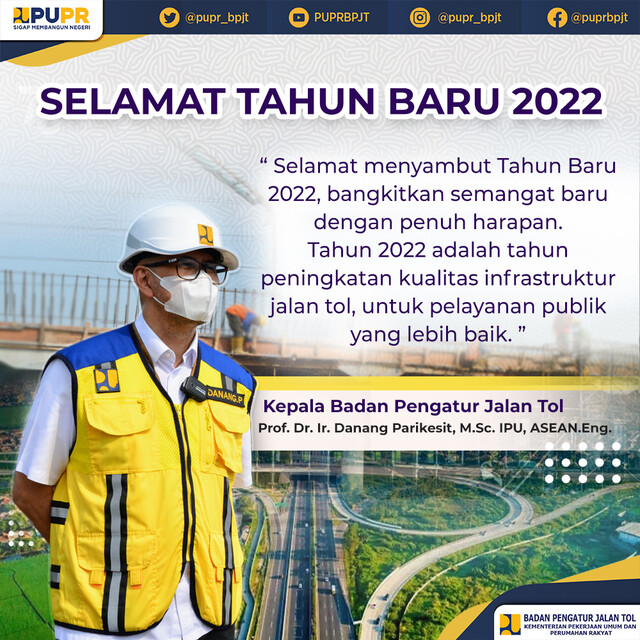 PUPR
SIGAP MEMBANGUN NEGERI
@pupr_bpjt
PUPRBPJT
@pupr_bpjt
@puprbpjt
SELAMAT TAHUN BARU 2022
“ Selamat menyambut Tahun Baru
2022, bangkitkan semangat baru
dengan penuh harapan.
Tahun 2022 adalah tahun
peningkatan kualitas infrastruktur
jalan tol, untuk pelayanan publik
yang lebih baik. ”
DANANG.P
Kepala Badan Pengatur Jalan Tol
Prof. Dr. Ir. Danang Parikesit, M.Sc. IPU, ASEAN.Eng.
BADAN PENGATUR JALAN TOL
KEMENTERIAN PEKERJAAN UMUM DAN
PERUMAHAN RAKYAT